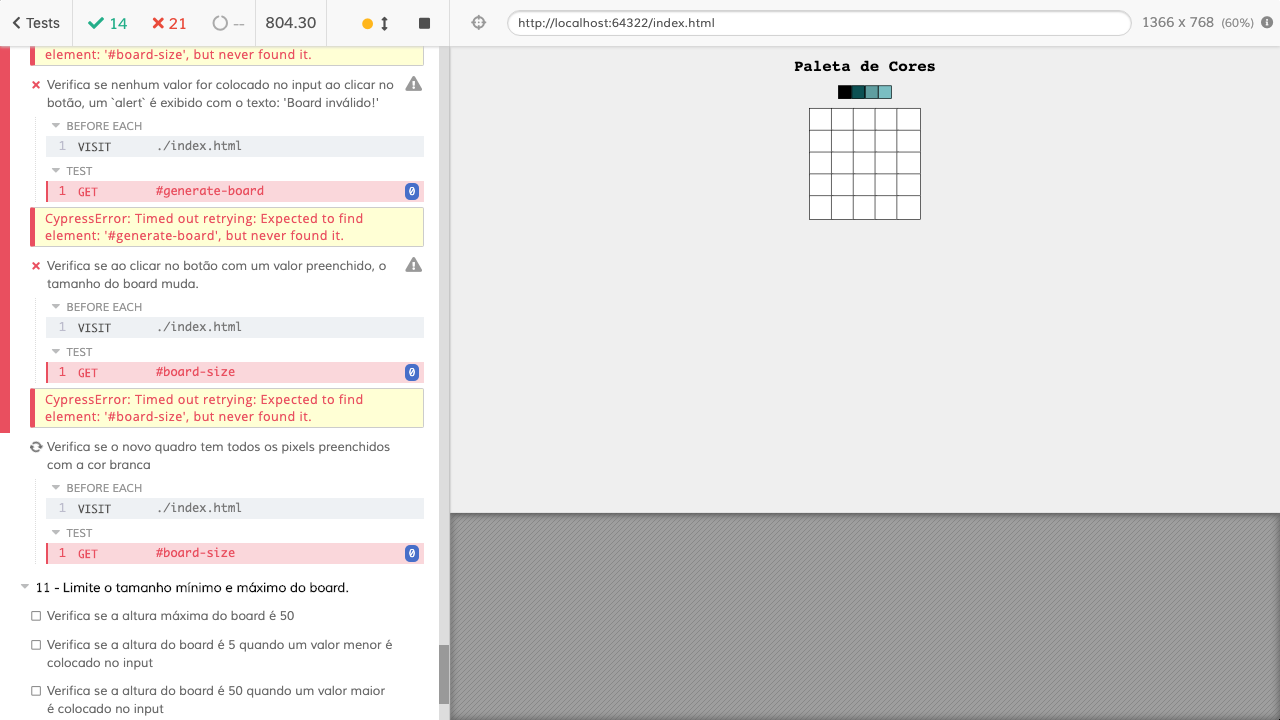 Tests 14 21 -- 804.30 http://localhost:64322/index.html 1366 x 768 (60%)
element: '#board-size', but never found it.
Verifica se nenhum valor for colocado no input ao clicar no
botão, um `alert` é exibido com o texto: 'Board inválido!'
BEFORE EACH
1 VISIT ./index.html
TEST
1 GET #generate-board 0
CypressError: Timed out retrying: Expected to find
element: '#generate-board', but never found it.
Verifica se ao clicar no botão com um valor preenchido, o
tamanho do board muda.
BEFORE EACH
1 VISIT ./index.html
TEST
1 GET #board-size 0
CypressError: Timed out retrying: Expected to find
element: '#board-size', but never found it.
Verifica se o novo quadro tem todos os pixels preenchidos
com a cor branca
BEFORE EACH
1 VISIT ./index.html
TEST
1 GET #board-size 0
11 - Limite o tamanho mínimo e máximo do board.
Verifica se a altura máxima do board é 50
Verifica se a altura do board é 5 quando um valor menor é
colocado no input
Verifica se a altura do board é 50 quando um valor maior
é colocado no input
Paleta de Cores